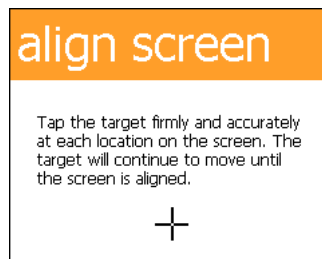 align screen
Tap the target firmly and accurately
at each location on the screen. The
target will continue to move until
the screen is aligned.